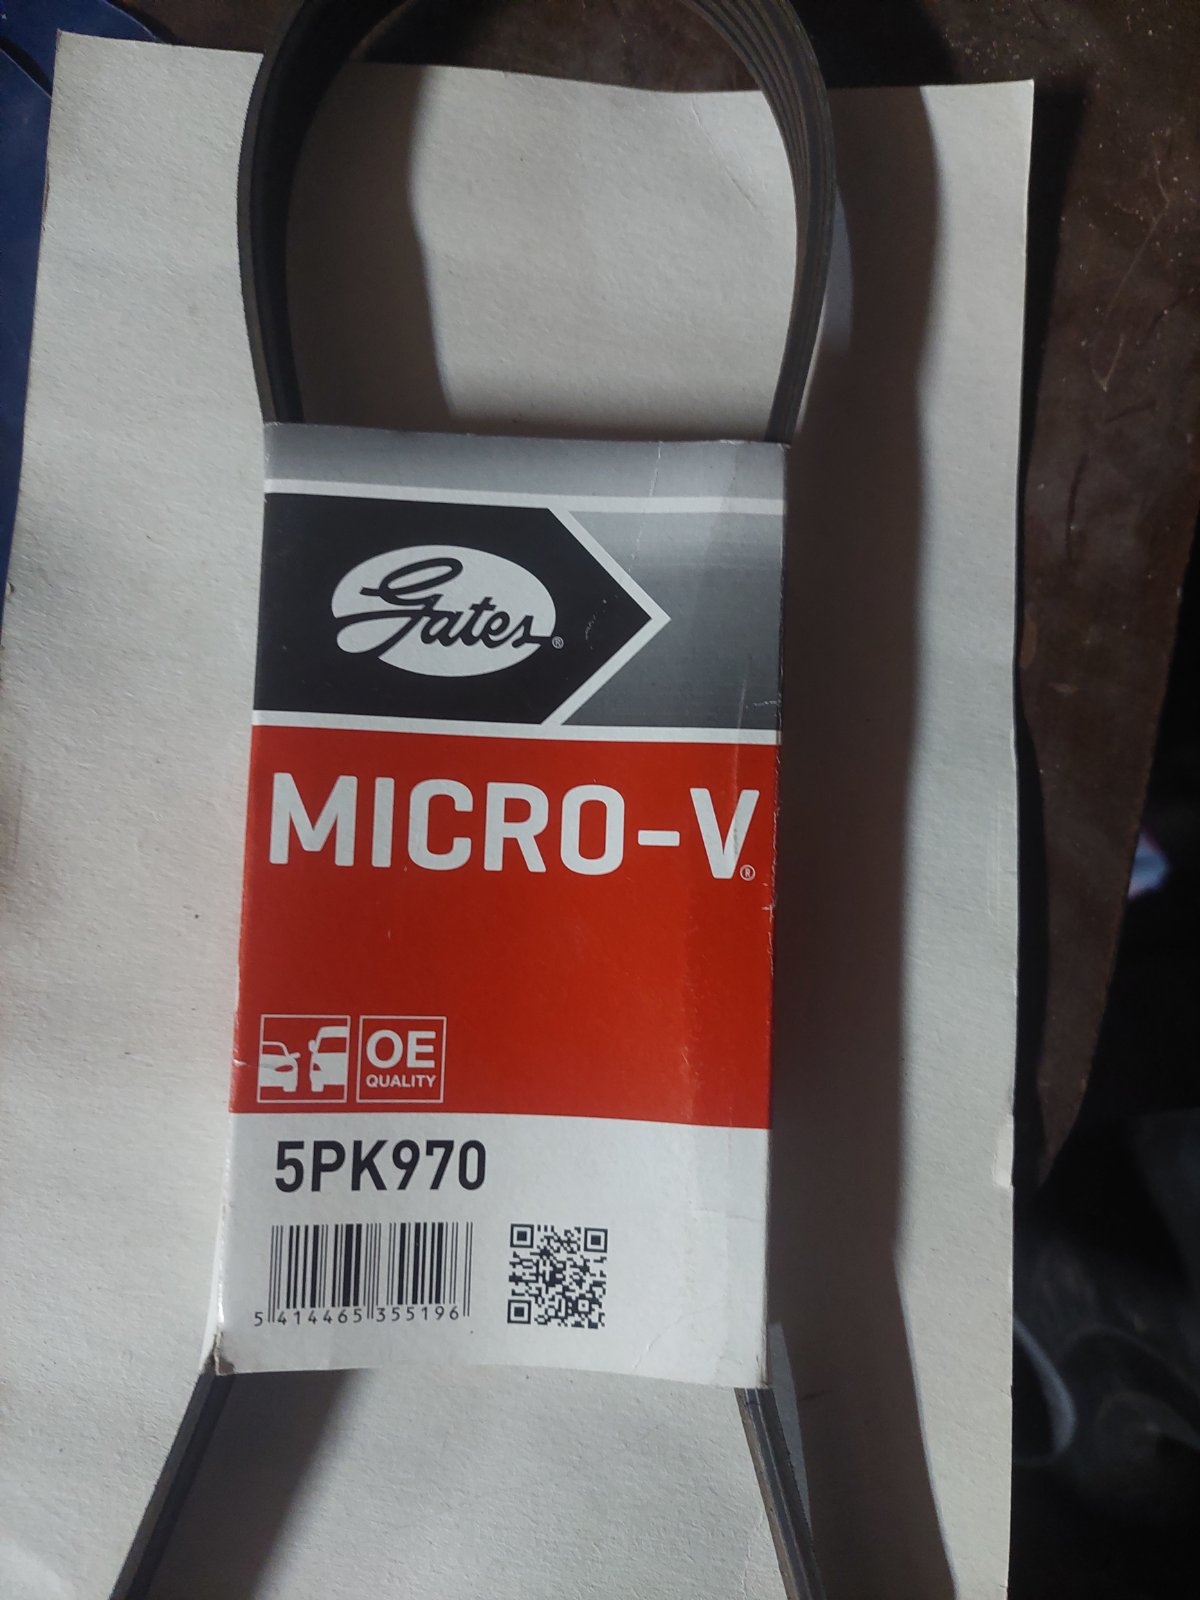 Gates®
MICRO-V®
OE
QUALITY
5PK970
5 414465 355196